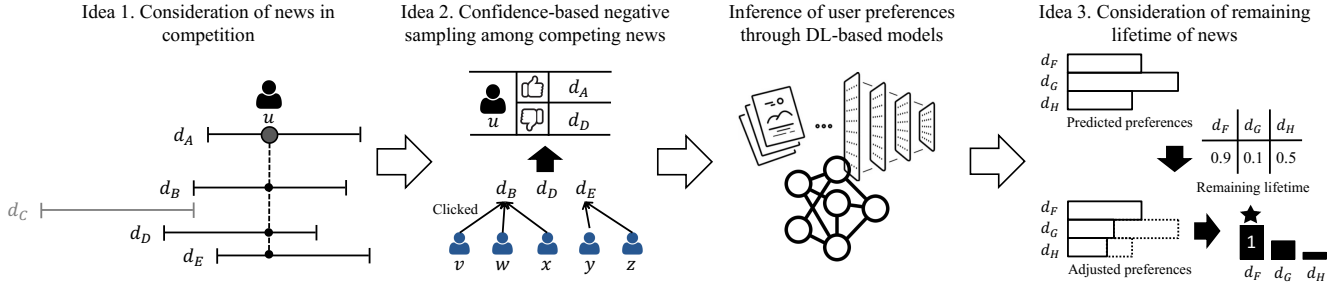 Idea 1. Consideration of news in
competition
u
d_A
d_B
d_C
d_D
d_E
Idea 2. Confidence-based negative
sampling among competing news
u
d_A
d_D
d_B d_D d_E
Clicked
v w x y z
Inference of user preferences
through DL-based models
...
Idea 3. Consideration of remaining
lifetime of news
d_F
d_G
d_H
Predicted preferences
d_F d_G d_H
0.9 0.1 0.5
Remaining lifetime
d_F
d_G
d_H
Adjusted preferences
1
d_F d_G d_H